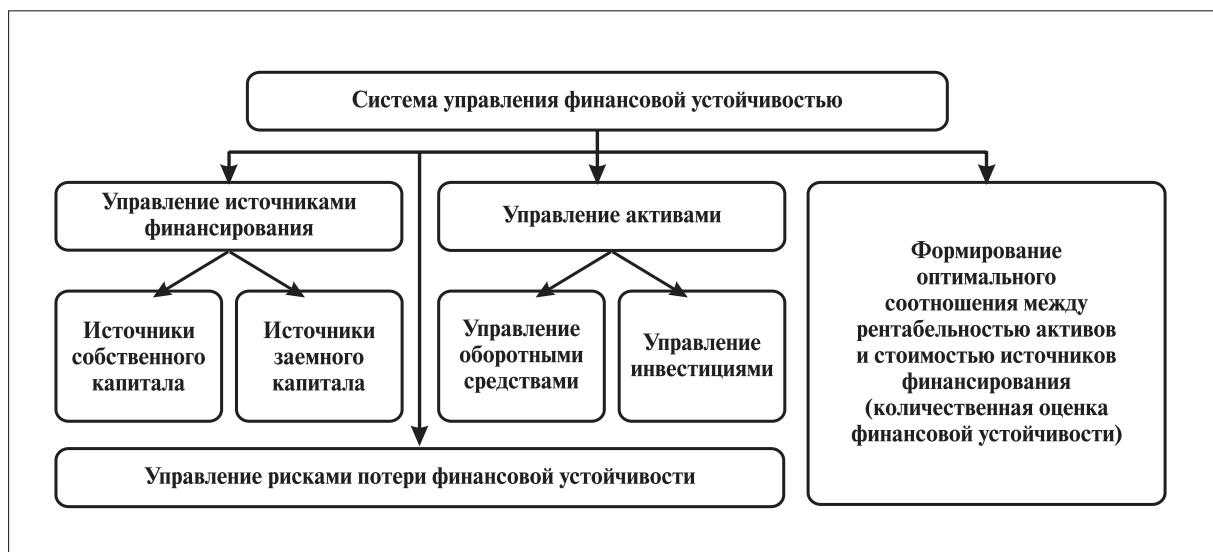 Система управления финансовой устойчивостью
Управление источниками
финансирования
Управление активами
Формирование
оптимального
соотношения между
рентабельностью активов
и стоимостью источников
финансирования
(количественная оценка
финансовой устойчивости)
Источники
собственного
капитала
Источники
заемного
капитала
Управление
оборотными
средствами
Управление
инвестициями
Управление рисками потери финансовой устойчивости